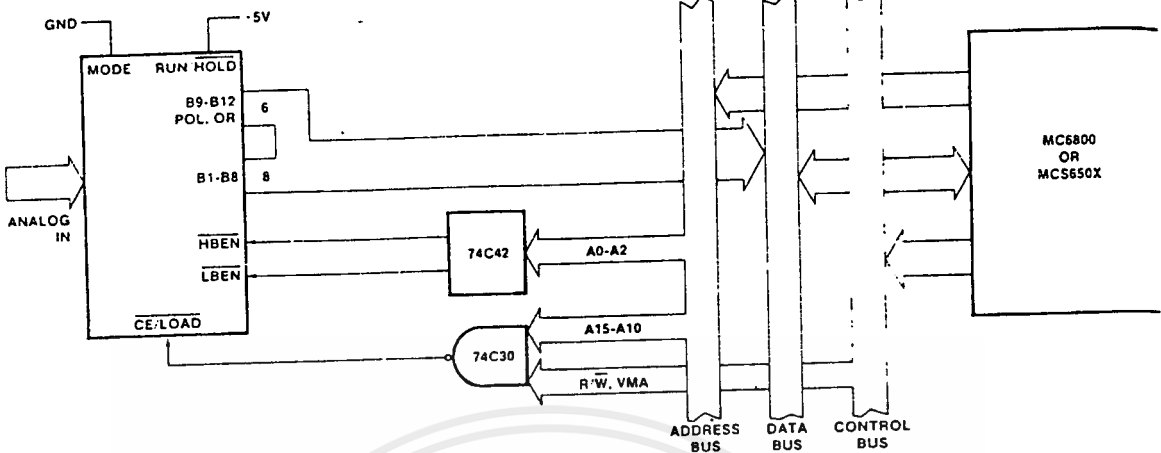 GND
-5V
MODE
RUN/HOLD
B9-B12
POL, OR
6
B1-B8
8
ANALOG
IN
HBEN
LBEN
CE/LOAD
74C42
A0-A2
74C30
A15-A10
R/W, VMA
MC6800
OR
MCS650X
ADDRESS
BUS
DATA
BUS
CONTROL
BUS